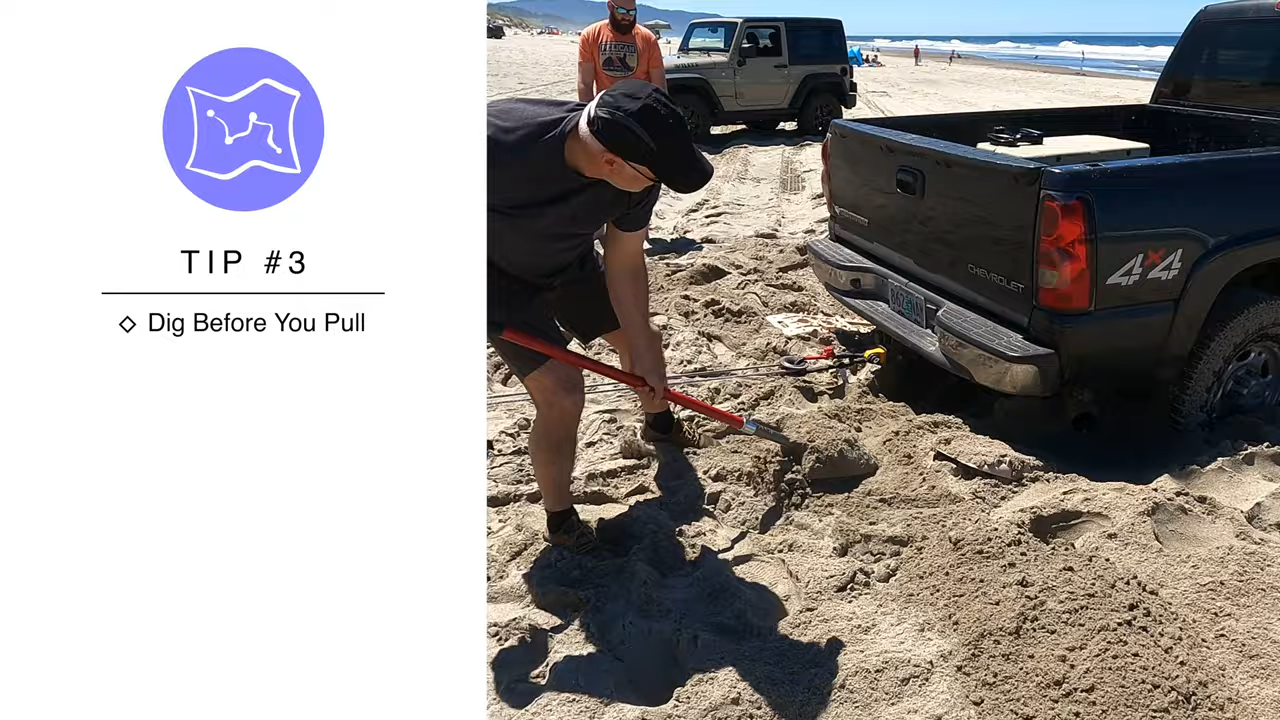 TIP #3
◇ Dig Before You Pull
PELICAN
CHEVROLET
4x4